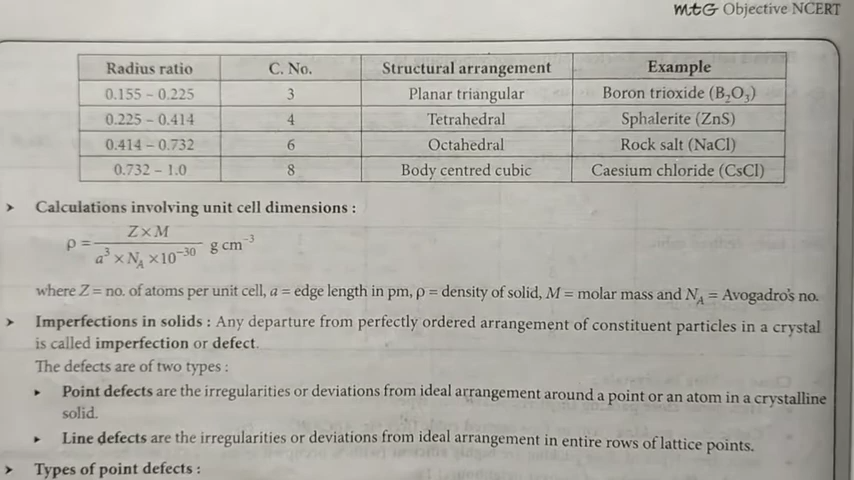 mtG Objective NCERT
Radius ratio C. No. Structural arrangement Example
0.155 – 0.225 3 Planar triangular Boron trioxide (B₂O₃)
0.225 – 0.414 4 Tetrahedral Sphalerite (ZnS)
0.414 – 0.732 6 Octahedral Rock salt (NaCl)
0.732 – 1.0 8 Body centred cubic Caesium chloride (CsCl)
➤ Calculations involving unit cell dimensions :
ρ = Z×M / a³ × N_A ×10⁻³⁰ g cm⁻³
where Z = no. of atoms per unit cell, a = edge length in pm, ρ = density of solid, M = molar mass and N_A = Avogadro's no.
➤ Imperfections in solids : Any departure from perfectly ordered arrangement of constituent particles in a crystal
is called imperfection or defect.
The defects are of two types :
▸ Point defects are the irregularities or deviations from ideal arrangement around a point or an atom in a crystalline
solid.
▸ Line defects are the irregularities or deviations from ideal arrangement in entire rows of lattice points.
➤ Types of point defects :